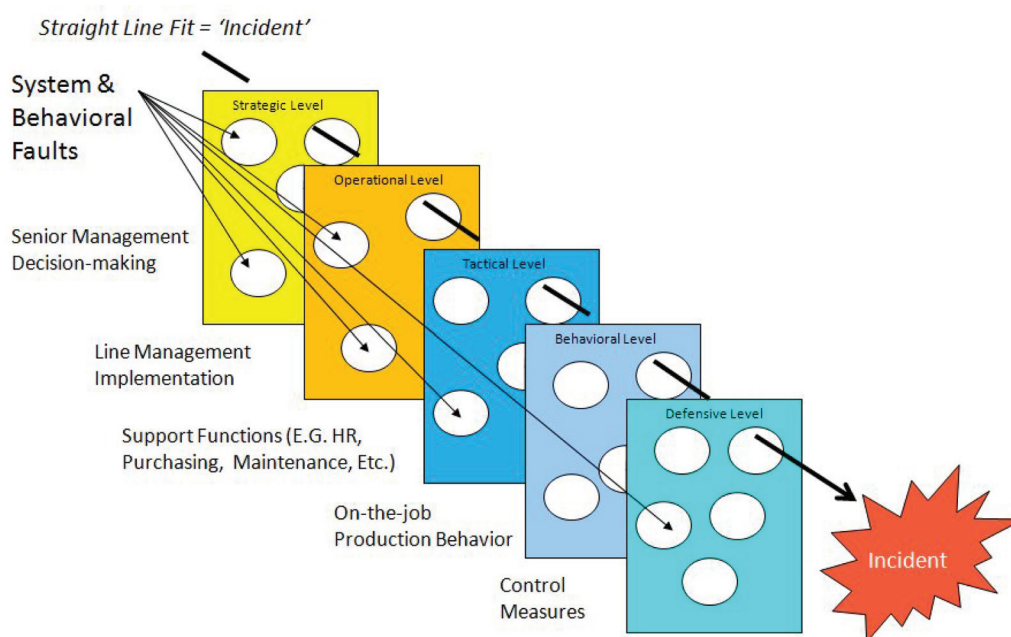 Straight Line Fit = ‘Incident’
System &
Behavioral
Faults
Strategic Level
Operational Level
Senior Management
Decision-making
Tactical Level
Line Management
Implementation
Behavioral Level
Defensive Level
Support Functions (E.G. HR,
Purchasing, Maintenance, Etc.)
On-the-job
Production Behavior
Control
Measures
Incident